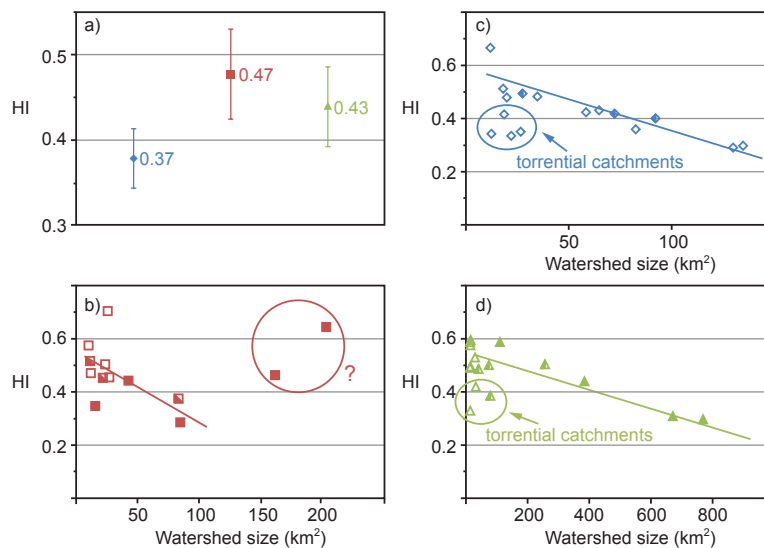 a)
0.5
HI
0.4
0.3
0.47
0.43
0.37
c)
0.6
HI
0.4
0.2
torrential catchments
50
100
Watershed size (km²)
b)
0.6
HI
0.4
0.2
?
50
100
150
200
Watershed size (km²)
d)
0.6
HI
0.4
0.2
torrential catchments
200
400
600
800
Watershed size (km²)